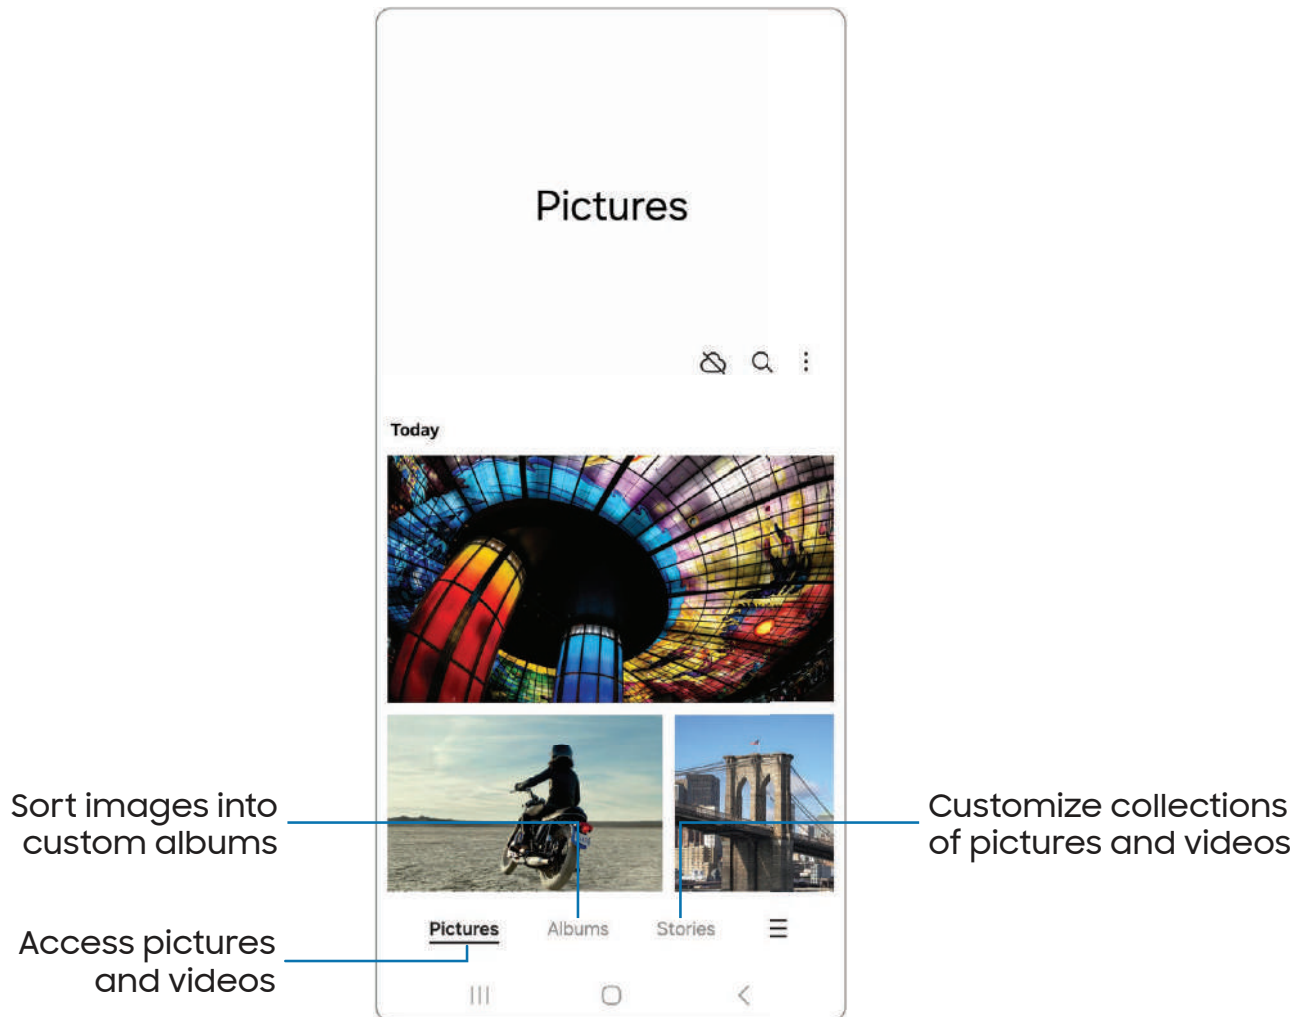 Pictures
Today
Sort images into
custom albums
Customize collections
of pictures and videos
Pictures Albums Stories
Access pictures
and videos